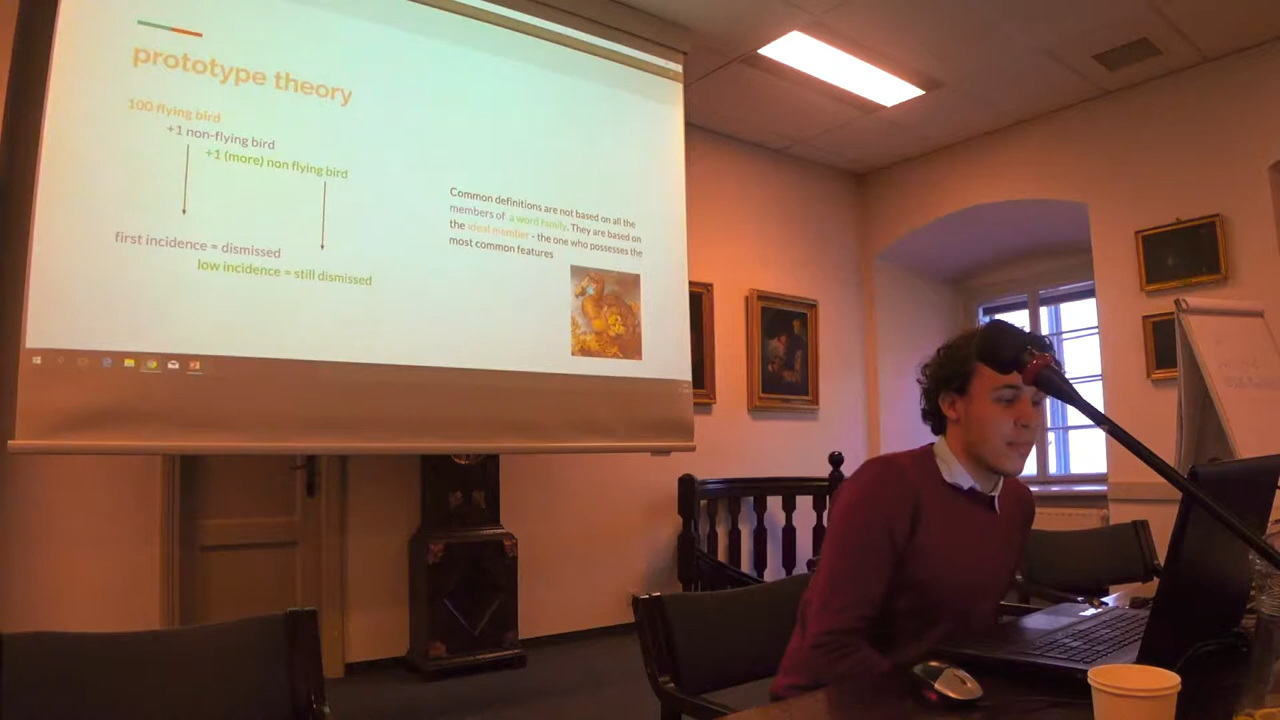 prototype theory
100 flying bird
+1 non-flying bird
+1 (more) non flying bird
first incidence = dismissed
low incidence = still dismissed
Common definitions are not based on all the
members of a word family. They are based on
the ideal member - the one who possesses the
most common features